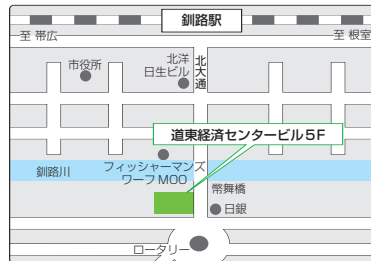 釧路駅
至 帯広
至 根室
市役所
北洋
日生ビル
北大通
道東経済センタービル5F
釧路川
フィッシャーマンズ
ワーフMOO
幣舞橋
日銀
ロータリー